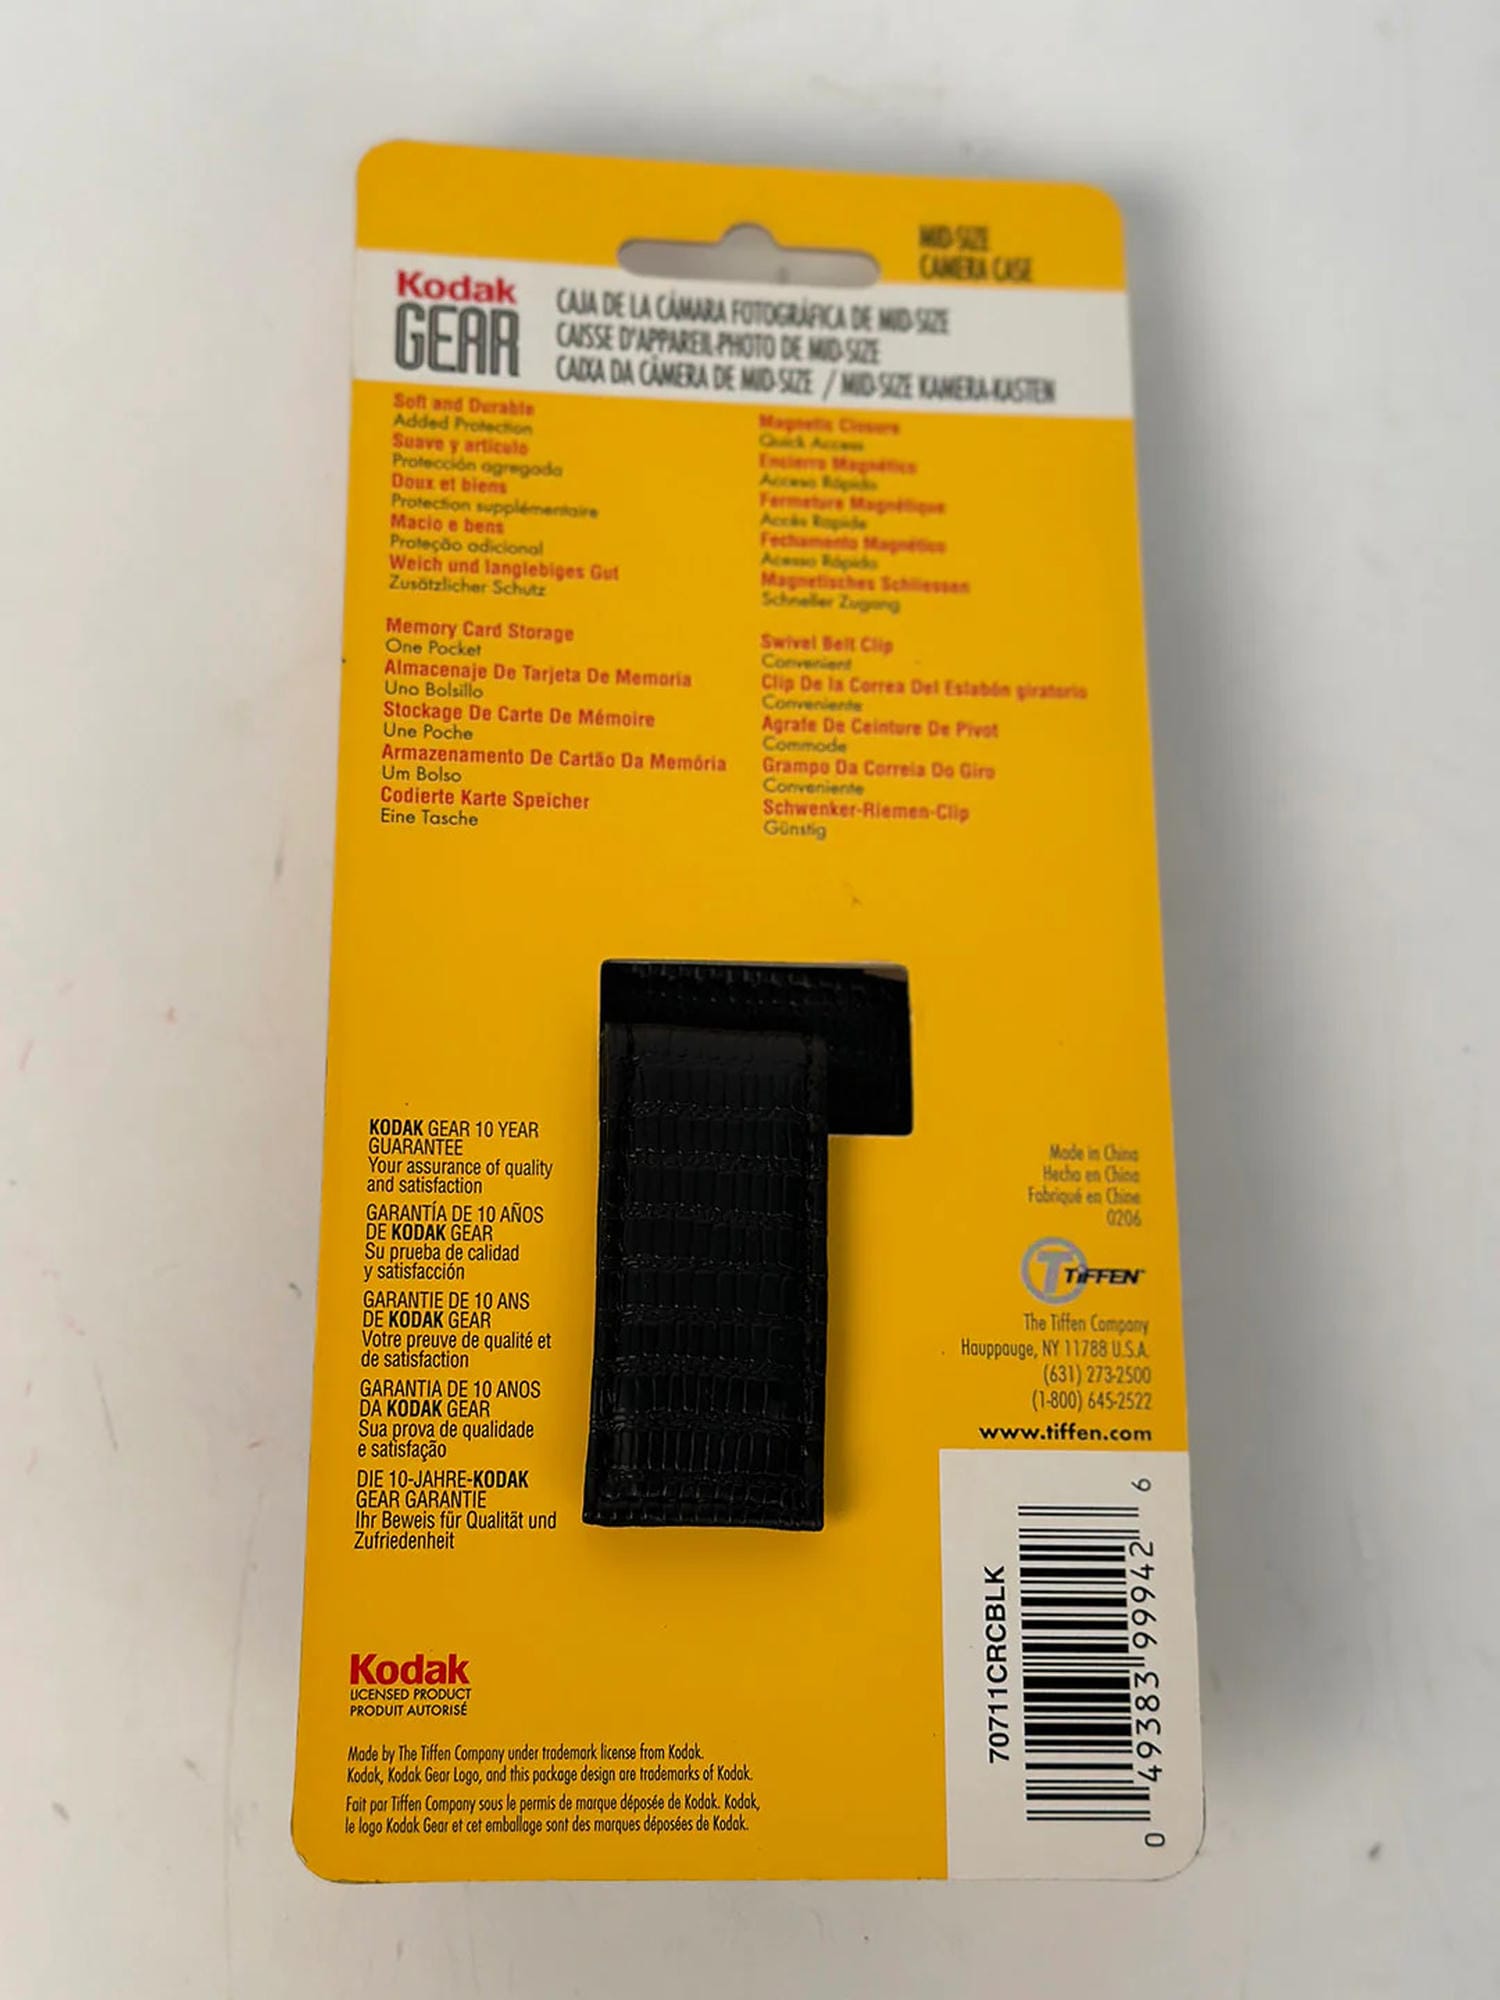 MID-SIZE
CAMERA CASE
Kodak
GEAR
CAJA DE LA CÁMARA FOTOGRÁFICA DE MID-SIZE
CAISSE D'APPAREIL-PHOTO DE MID-SIZE
CAIXA DA CÂMERA DE MID-SIZE / MID-SIZE KAMERA-KASTEN
Soft and Durable
Added Protection
Suave y articulo
Protección agregada
Doux et biens
Protection supplémentaire
Macio e bens
Proteção adicional
Weich und langlebiges Gut
Zusätzlicher Schutz
Memory Card Storage
One Pocket
Almacenaje De Tarjeta De Memoria
Uno Bolsillo
Stockage De Carte De Mémoire
Une Poche
Armazenamento De Cartão Da Memória
Um Bolso
Codierte Karte Speicher
Eine Tasche
Magnetic Closure
Quick Access
Encierro Magnético
Acceso Rápido
Fermeture Magnétique
Accès Rapide
Fechamento Magnético
Acesso Rápido
Magnetisches Schliessen
Schneller Zugang
Swivel Belt Clip
Convenient
Clip De la Correa Del Eslabón giratorio
Conveniente
Agrafe De Ceinture De Pivot
Commode
Grampo Da Correia Do Giro
Conveniente
Schwenker-Riemen-Clip
Günstig
KODAK GEAR 10 YEAR
GUARANTEE
Your assurance of quality
and satisfaction
GARANTÍA DE 10 AÑOS
DE KODAK GEAR
Su prueba de calidad
y satisfacción
GARANTIE DE 10 ANS
DE KODAK GEAR
Votre preuve de qualité et
de satisfaction
GARANTIA DE 10 ANOS
DA KODAK GEAR
Sua prova de qualidade
e satisfação
DIE 10-JAHRE-KODAK
GEAR GARANTIE
Ihr Beweis für Qualität und
Zufriedenheit
Made in China
Hecho en China
Fabriqué en Chine
0206
TIFFEN
The Tiffen Company
Hauppauge, NY 11788 U.S.A.
(631) 273-2500
(1-800) 645-2522
www.tiffen.com
70711CRCBLK
0 49383 99942 6
Kodak
LICENSED PRODUCT
PRODUIT AUTORISÉ
Made by The Tiffen Company under trademark license from Kodak.
Kodak, Kodak Gear Logo, and this package design are trademarks of Kodak.
Fait par Tiffen Company sous le permis de marque déposée de Kodak. Kodak,
le logo Kodak Gear et cet emballage sont des marques déposées de Kodak.